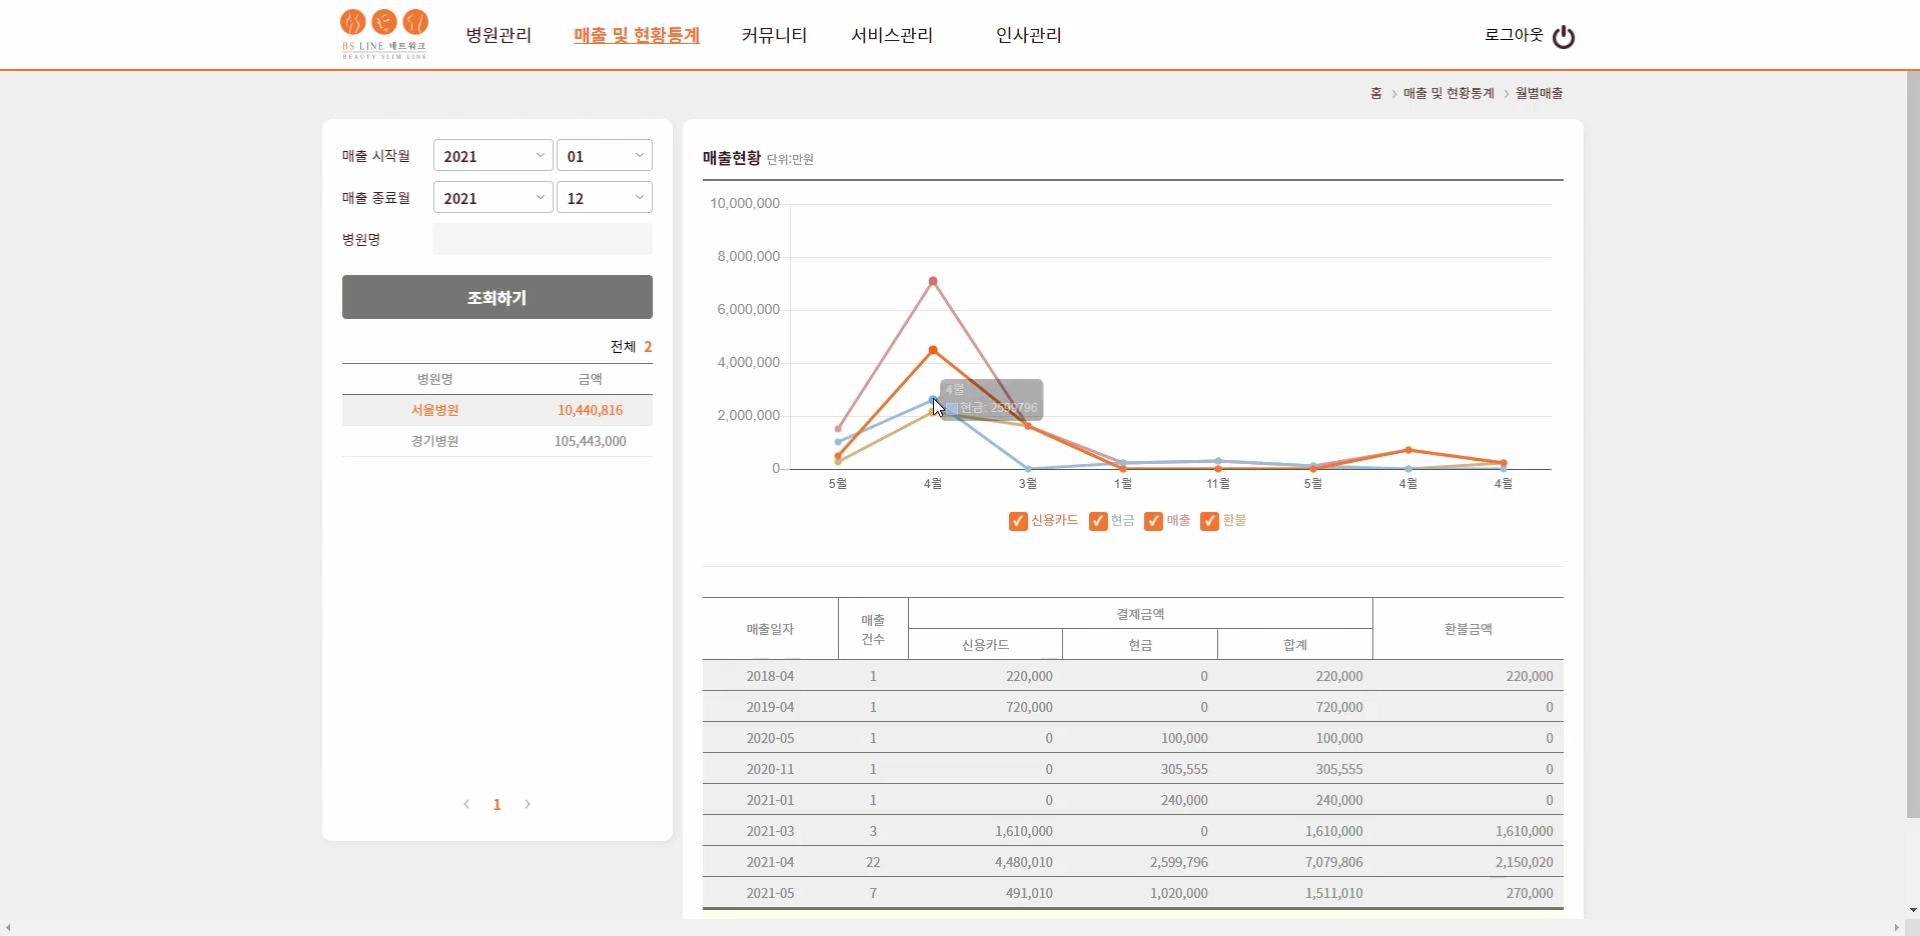 BS LINE 네트워크
BEAUTY SLIM LINE
병원관리 매출 및 현황통계 커뮤니티 서비스관리 인사관리 로그아웃
홈 > 매출 및 현황통계 > 월별매출
매출 시작월 2021 01
매출 종료월 2021 12
병원명
조회하기
전체 2
병원명 금액
서울병원 10,440,816
경기병원 105,443,000
< 1 >
매출현황 단위:만원
10,000,000
8,000,000
6,000,000
4,000,000
2,000,000
0
4월
현금: 2599796
5월 4월 3월 1월 11월 5월 4월 4월
신용카드 현금 매출 환불
매출일자 매출 건수 결제금액 환불금액
신용카드 현금 합계
2018-04 1 220,000 0 220,000 220,000
2019-04 1 720,000 0 720,000 0
2020-05 1 0 100,000 100,000 0
2020-11 1 0 305,555 305,555 0
2021-01 1 0 240,000 240,000 0
2021-03 3 1,610,000 0 1,610,000 1,610,000
2021-04 22 4,480,010 2,599,796 7,079,806 2,150,020
2021-05 7 491,010 1,020,000 1,511,010 270,000